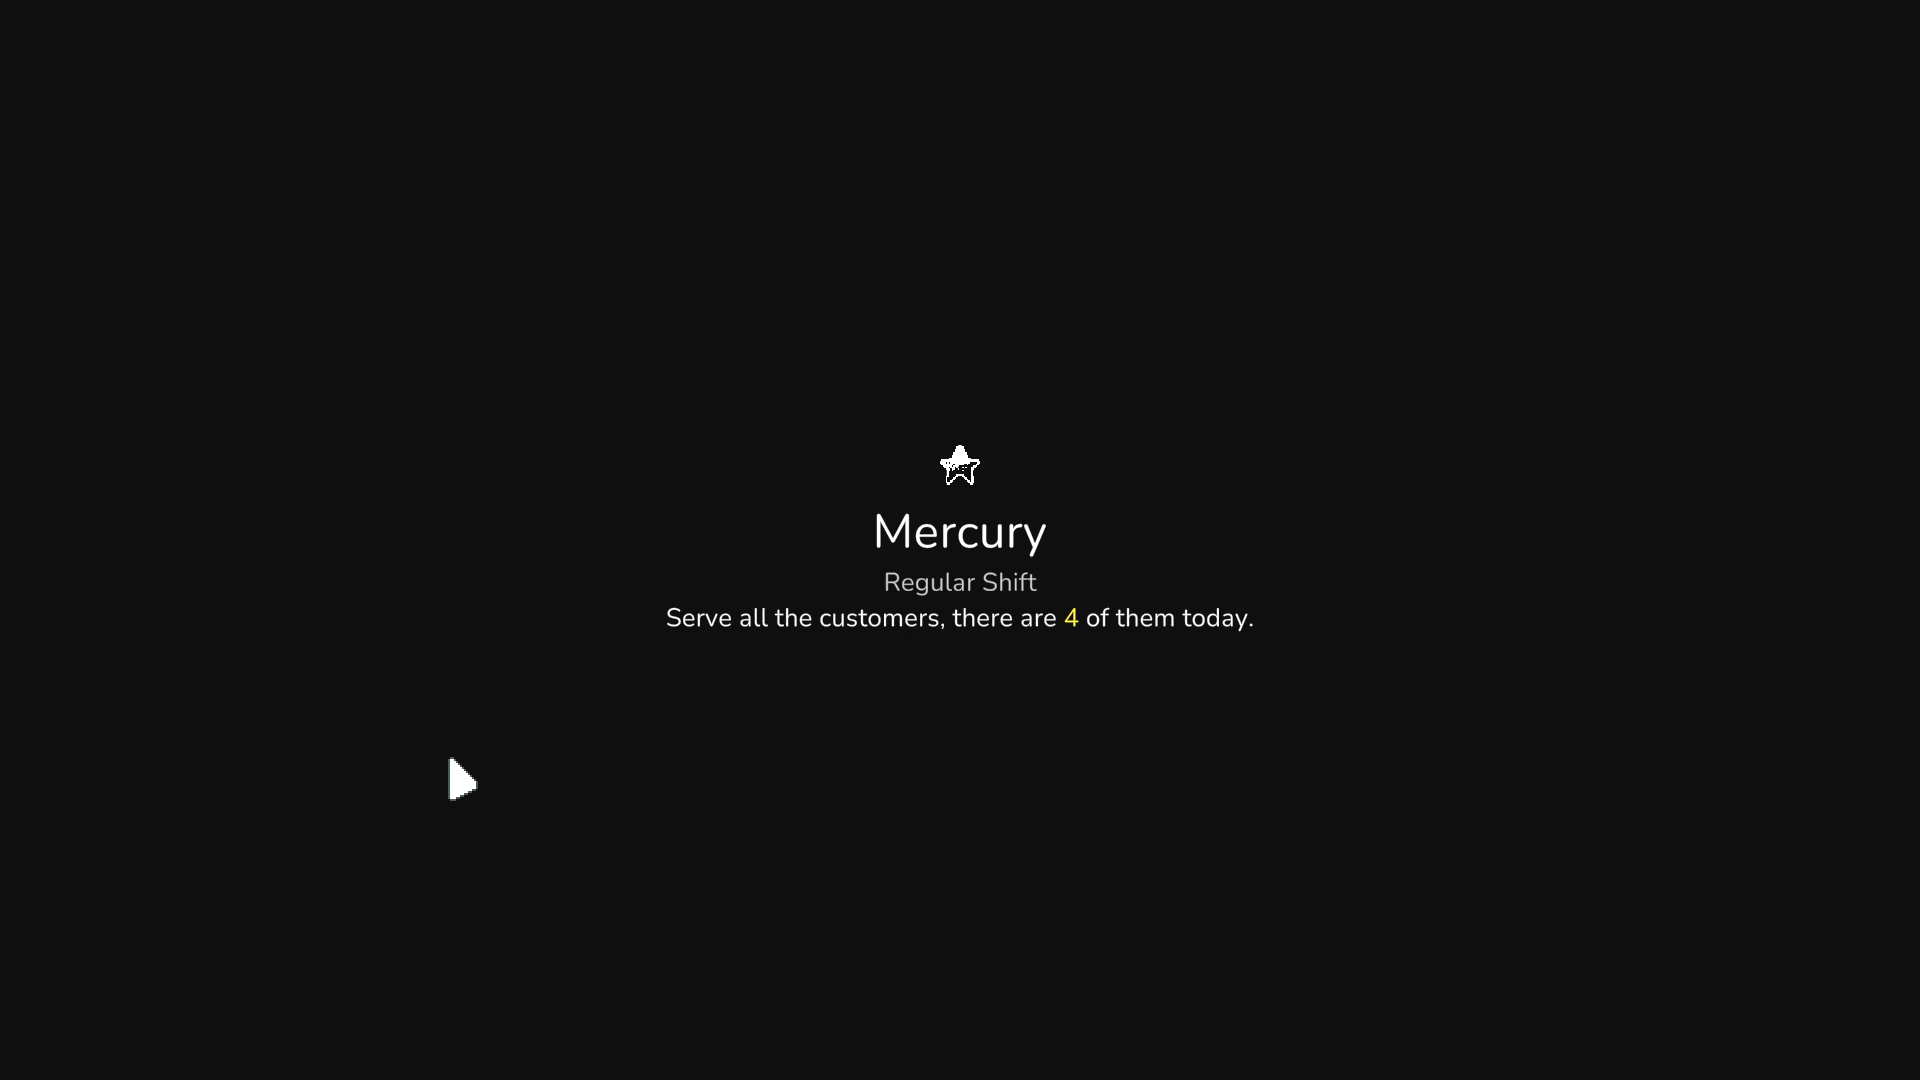 Mercury
Regular Shift
Serve all the customers, there are 4 of them today.